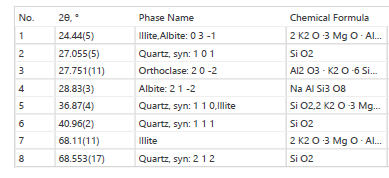 No. 2θ, ° Phase Name Chemical Formula
1 24.44(5) Illite,Albite: 0 3 -1 2 K2 O ·3 Mg O · Al...
2 27.055(5) Quartz, syn: 1 0 1 Si O2
3 27.751(11) Orthoclase: 2 0 -2 Al2 O3 · K2 O ·6 Si...
4 28.83(3) Albite: 2 1 -2 Na Al Si3 O8
5 36.87(4) Quartz, syn: 1 1 0,Illite Si O2,2 K2 O ·3 Mg...
6 40.96(2) Quartz, syn: 1 1 1 Si O2
7 68.11(11) Illite 2 K2 O ·3 Mg O · Al...
8 68.553(17) Quartz, syn: 2 1 2 Si O2